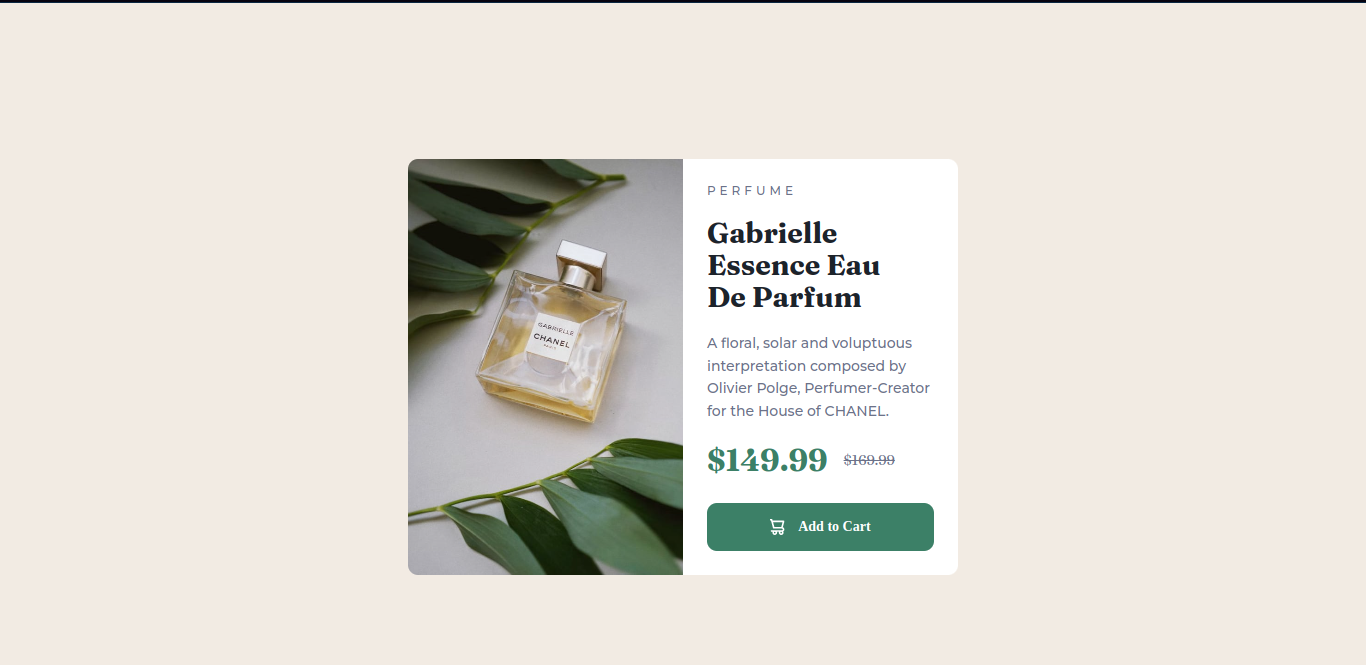 PERFUME
Gabrielle
Essence Eau
De Parfum
A floral, solar and voluptuous
interpretation composed by
Olivier Polge, Perfumer-Creator
for the House of CHANEL.
$149.99 $169.99
Add to Cart
GABRIELLE
CHANEL
PARIS